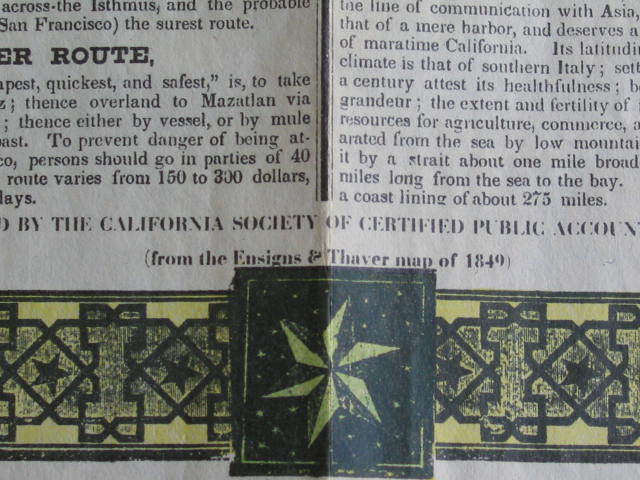 across the Isthmus, and the probable
San Francisco) the surest route.
ER ROUTE,
pest, quickest, and safest," is, to take
z; thence overland to Mazatlan via
; thence either by vessel, or by mule
oast. To prevent danger of being at-
co, persons should go in parties of 40
route varies from 150 to 300 dollars,
days.
the line of communication with Asia,
that of a mere harbor, and deserves a
of maratime California. Its latitudin
climate is that of southern Italy; sett
a century attest its healthfulness; b
grandeur; the extent and fertility of
resources for agriculture, commerce, a
arated from the sea by low mountai
it by a strait about one mile broad
miles long from the sea to the bay.
a coast lining of about 275 miles.
D BY THE CALIFORNIA SOCIETY OF CERTIFIED PUBLIC ACCOUN
(from the Ensigns & Thayer map of 1849)